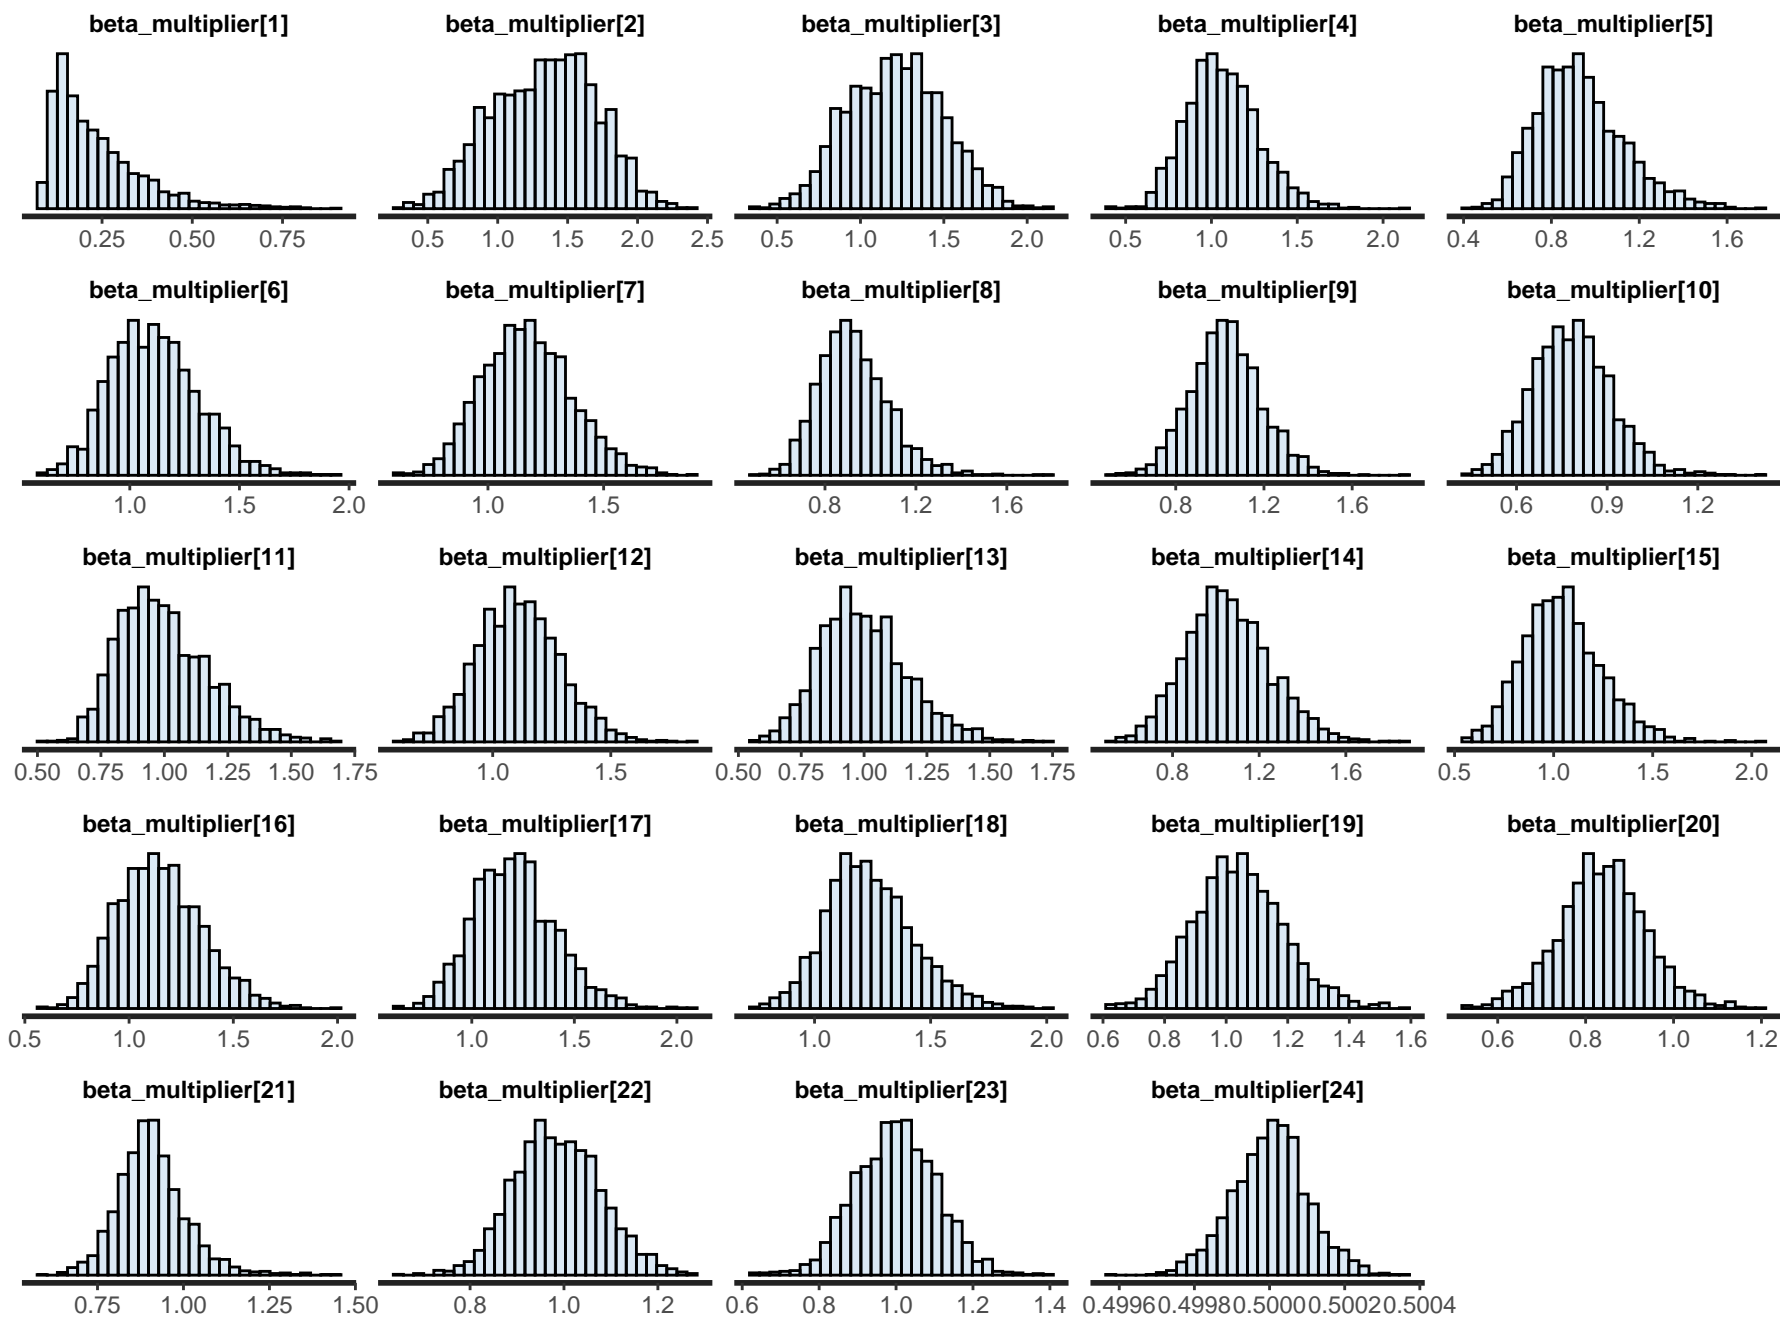 beta_multiplier[1] beta_multiplier[2] beta_multiplier[3] beta_multiplier[4] beta_multiplier[5]
0.25 0.50 0.75 0.5 1.0 1.5 2.0 2.5 0.5 1.0 1.5 2.0 0.5 1.0 1.5 2.0 0.4 0.8 1.2 1.6
beta_multiplier[6] beta_multiplier[7] beta_multiplier[8] beta_multiplier[9] beta_multiplier[10]
1.0 1.5 2.0 1.0 1.5 0.8 1.2 1.6 0.8 1.2 1.6 0.6 0.9 1.2
beta_multiplier[11] beta_multiplier[12] beta_multiplier[13] beta_multiplier[14] beta_multiplier[15]
0.50 0.75 1.00 1.25 1.50 1.75 1.0 1.5 0.50 0.75 1.00 1.25 1.50 1.75 0.8 1.2 1.6 0.5 1.0 1.5 2.0
beta_multiplier[16] beta_multiplier[17] beta_multiplier[18] beta_multiplier[19] beta_multiplier[20]
0.5 1.0 1.5 2.0 1.0 1.5 2.0 1.0 1.5 2.0 0.6 0.8 1.0 1.2 1.4 1.6 0.6 0.8 1.0 1.2
beta_multiplier[21] beta_multiplier[22] beta_multiplier[23] beta_multiplier[24]
0.75 1.00 1.25 1.50 0.8 1.0 1.2 0.6 0.8 1.0 1.2 1.4 0.4996 0.4998 0.5000 0.5002 0.5004